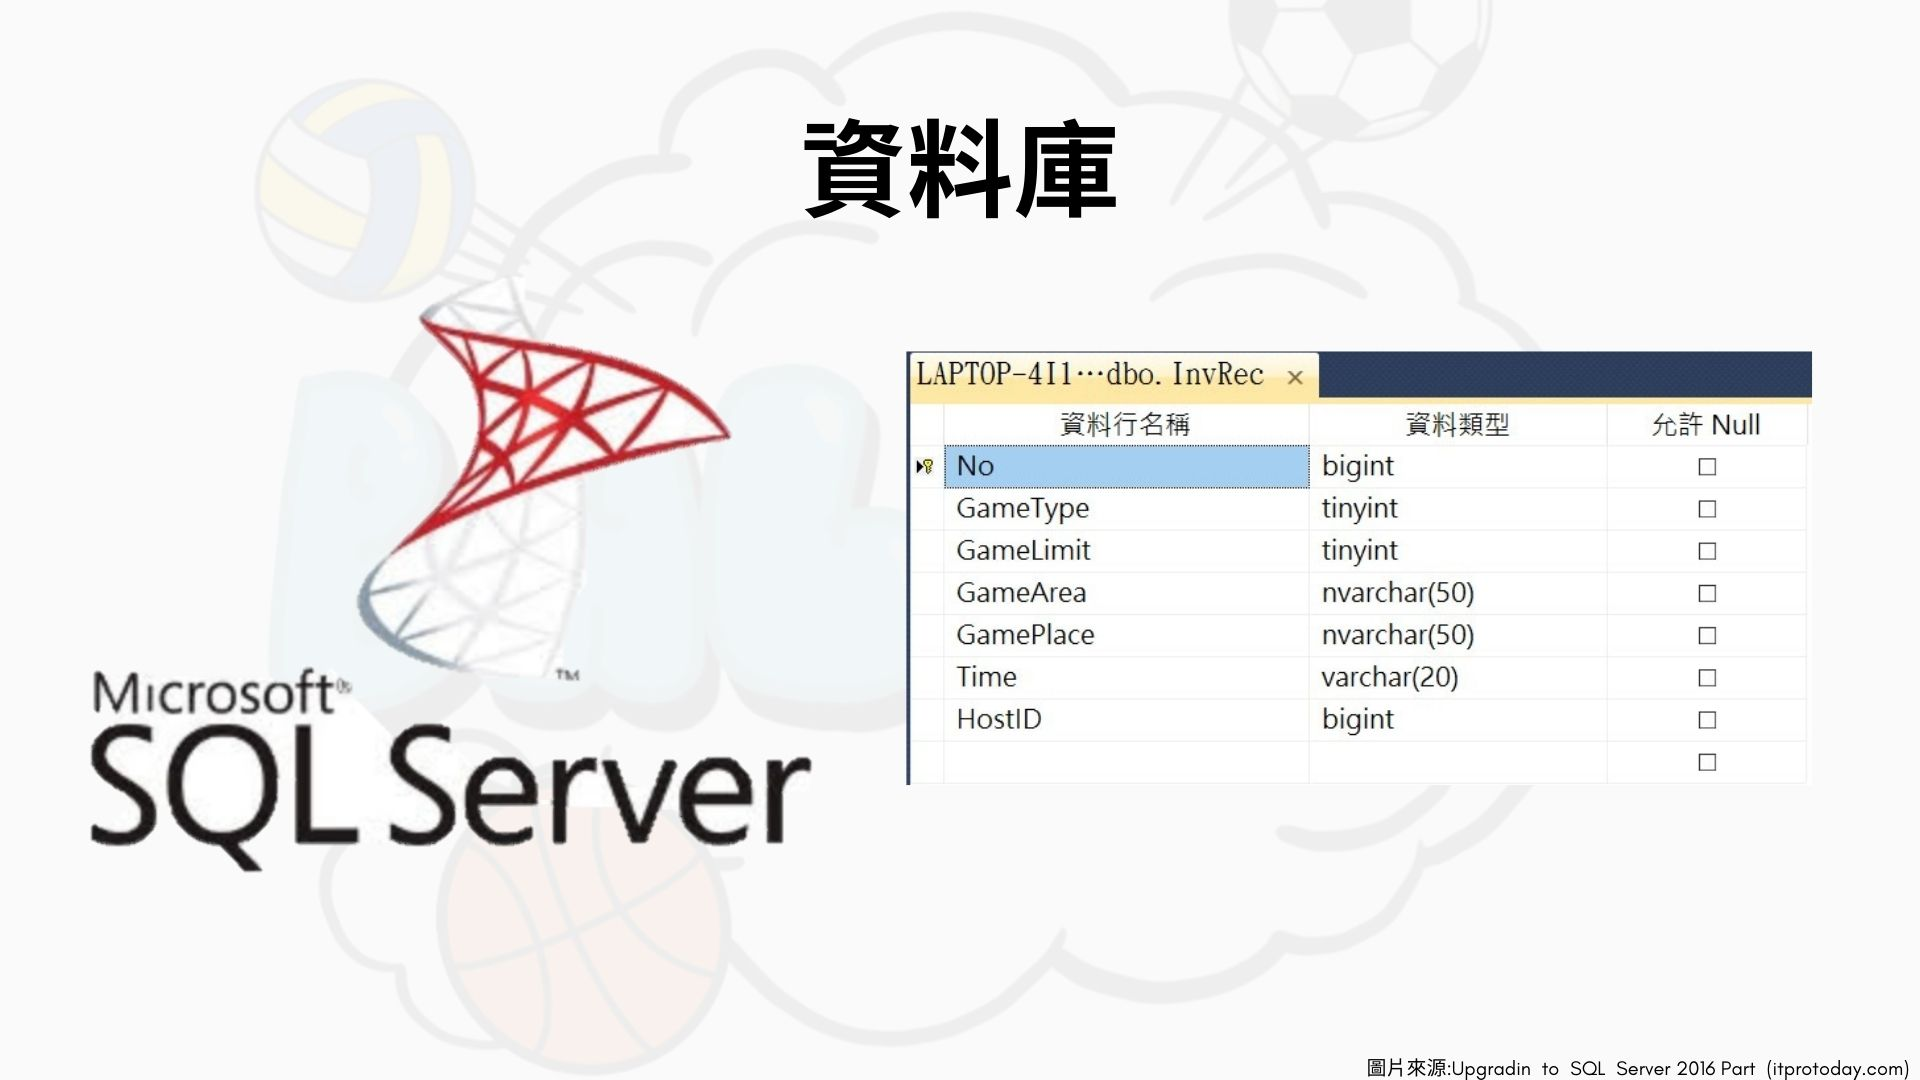 資料庫
Microsoft®
SQL Server
™
LAPTOP-4I1…dbo.InvRec ×
資料行名稱 資料類型 允許 Null
No bigint
GameType tinyint
GameLimit tinyint
GameArea nvarchar(50)
GamePlace nvarchar(50)
Time varchar(20)
HostID bigint
圖片來源:Upgradin to SQL Server 2016 Part (itprotoday.com)